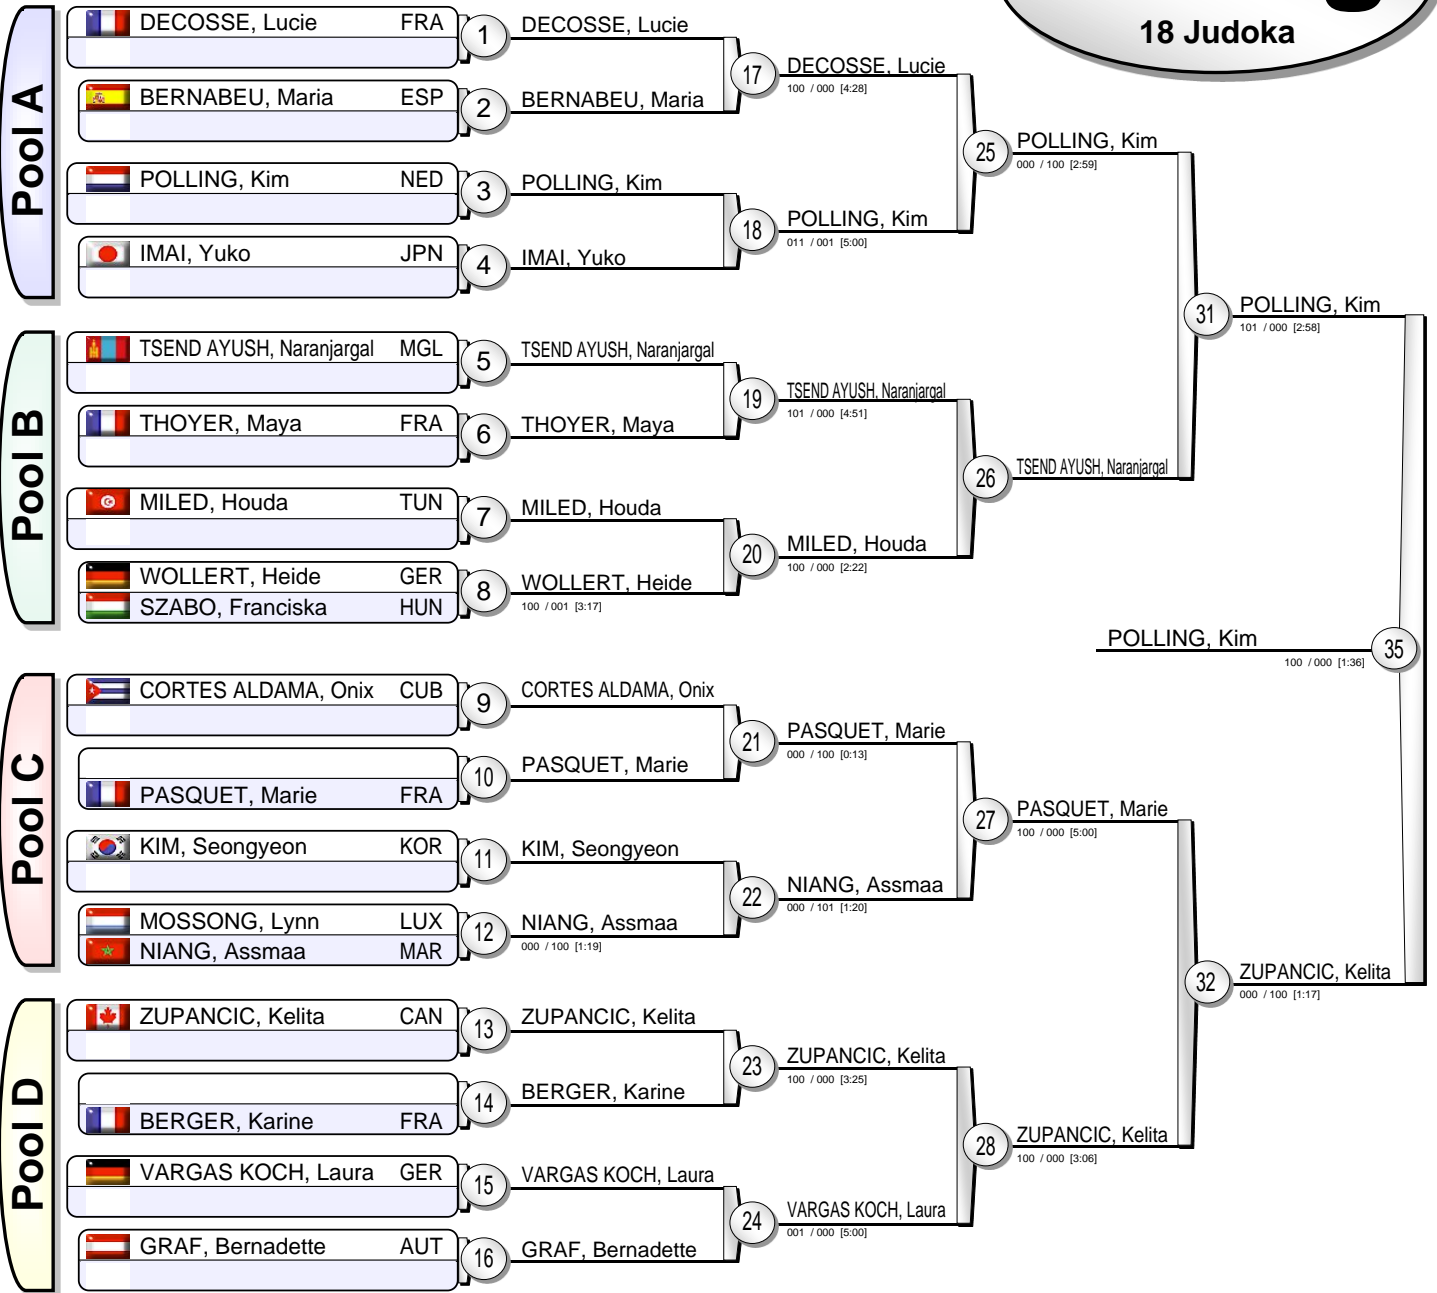 18 Judoka
Pool A
DECOSSE, Lucie FRA
1
DECOSSE, Lucie
BERNABEU, Maria ESP
2
BERNABEU, Maria
17
DECOSSE, Lucie
100 / 000 [4:28]
POLLING, Kim NED
3
POLLING, Kim
IMAI, Yuko JPN
4
IMAI, Yuko
18
POLLING, Kim
011 / 001 [5:00]
25
POLLING, Kim
000 / 100 [2:59]
Pool B
TSEND AYUSH, Naranjargal MGL
5
TSEND AYUSH, Naranjargal
THOYER, Maya FRA
6
THOYER, Maya
19
TSEND AYUSH, Naranjargal
101 / 000 [4:51]
MILED, Houda TUN
7
MILED, Houda
WOLLERT, Heide GER
SZABO, Franciska HUN
8
WOLLERT, Heide
100 / 001 [3:17]
20
MILED, Houda
100 / 000 [2:22]
26
TSEND AYUSH, Naranjargal
31
POLLING, Kim
101 / 000 [2:58]
Pool C
CORTES ALDAMA, Onix CUB
9
CORTES ALDAMA, Onix
PASQUET, Marie FRA
10
PASQUET, Marie
21
PASQUET, Marie
000 / 100 [0:13]
KIM, Seongyeon KOR
11
KIM, Seongyeon
MOSSONG, Lynn LUX
NIANG, Assmaa MAR
12
NIANG, Assmaa
000 / 100 [1:19]
22
NIANG, Assmaa
000 / 101 [1:20]
27
PASQUET, Marie
100 / 000 [5:00]
Pool D
ZUPANCIC, Kelita CAN
13
ZUPANCIC, Kelita
BERGER, Karine FRA
14
BERGER, Karine
23
ZUPANCIC, Kelita
100 / 000 [3:25]
VARGAS KOCH, Laura GER
15
VARGAS KOCH, Laura
GRAF, Bernadette AUT
16
GRAF, Bernadette
24
VARGAS KOCH, Laura
001 / 000 [5:00]
28
ZUPANCIC, Kelita
100 / 000 [3:06]
32
ZUPANCIC, Kelita
000 / 100 [1:17]
POLLING, Kim
100 / 000 [1:36]
35